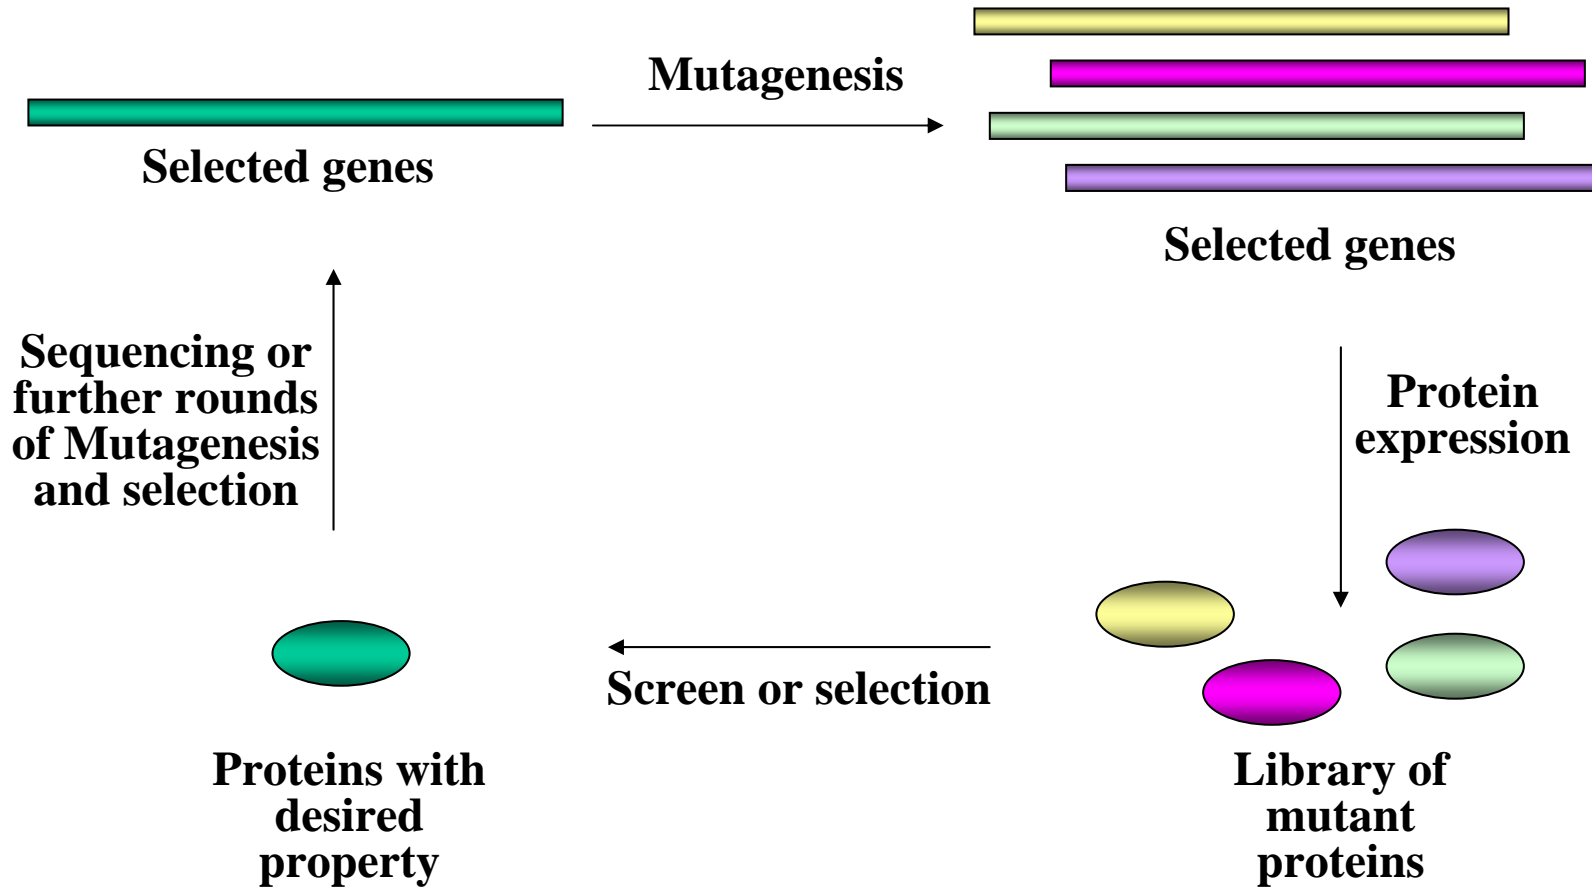 Mutagenesis
Selected genes
Selected genes
Sequencing or
further rounds
of Mutagenesis
and selection
Protein
expression
Screen or selection
Proteins with
desired
property
Library of
mutant
proteins